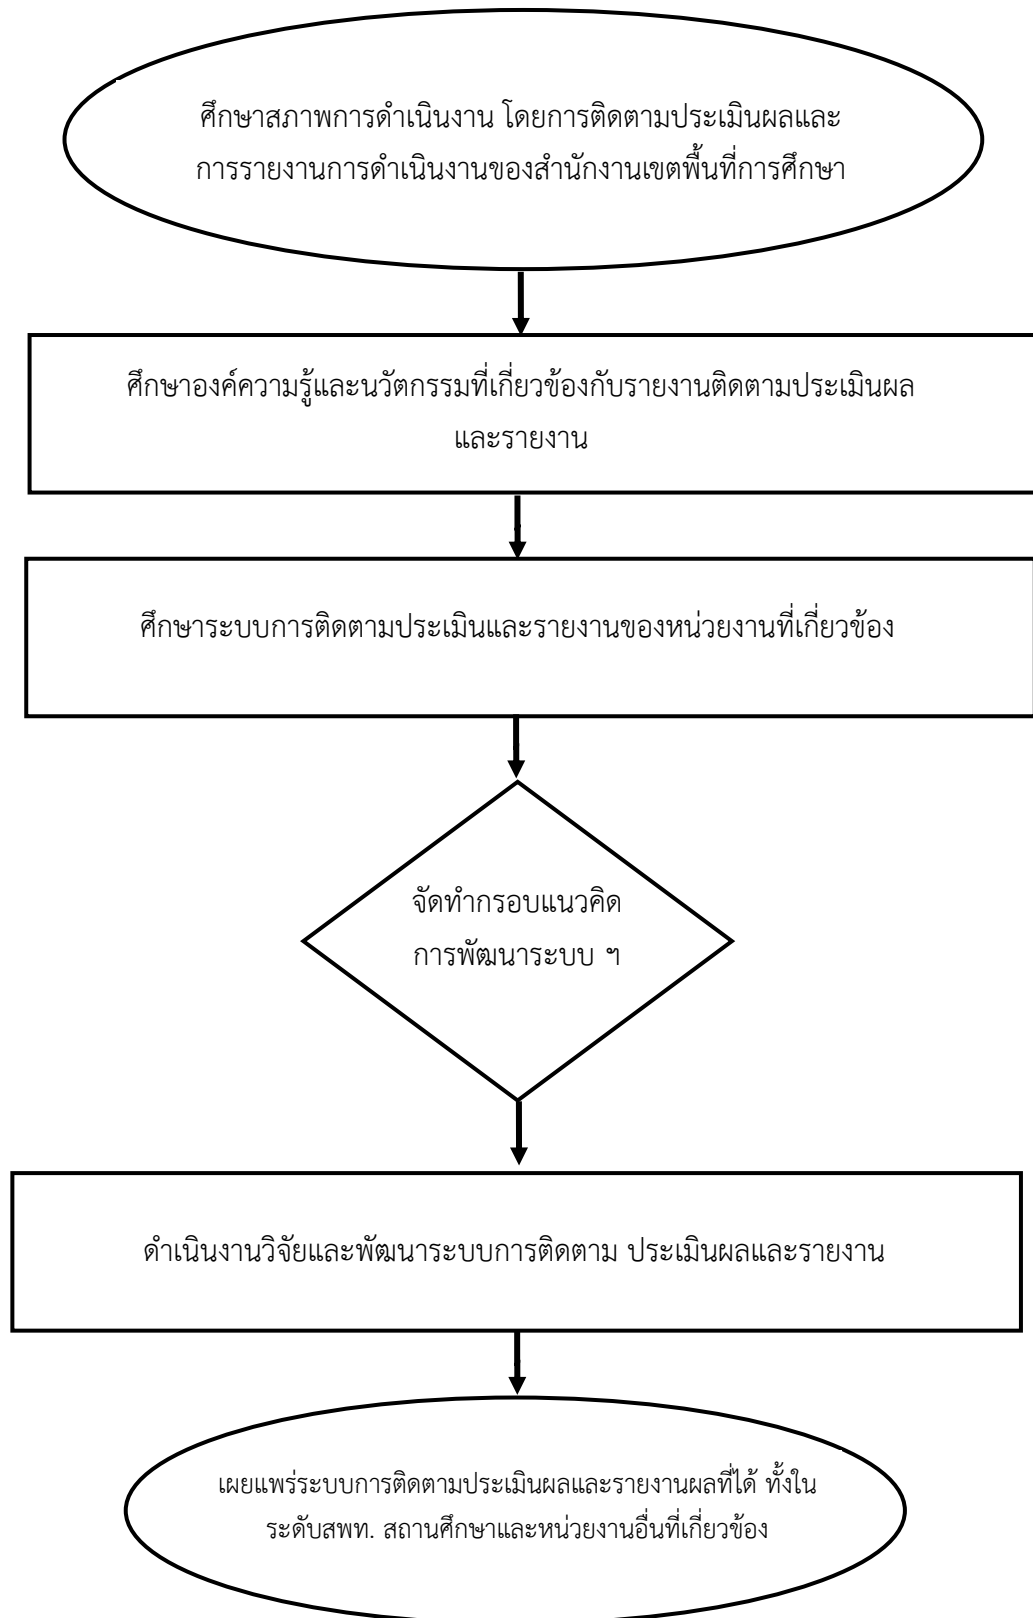 ศึกษาสภาพการดำเนินงาน โดยการติดตามประเมินผลและ
การรายงานการดำเนินงานของสำนักงานเขตพื้นที่การศึกษา
ศึกษาองค์ความรู้และนวัตกรรมที่เกี่ยวข้องกับรายงานติดตามประเมินผล
และรายงาน
ศึกษาระบบการติดตามประเมินและรายงานของหน่วยงานที่เกี่ยวข้อง
จัดทำกรอบแนวคิด
การพัฒนาระบบ ฯ
ดำเนินงานวิจัยและพัฒนาระบบการติดตาม ประเมินผลและรายงาน
เผยแพร่ระบบการติดตามประเมินผลและรายงานผลที่ได้ ทั้งใน
ระดับสพท. สถานศึกษาและหน่วยงานอื่นที่เกี่ยวข้อง